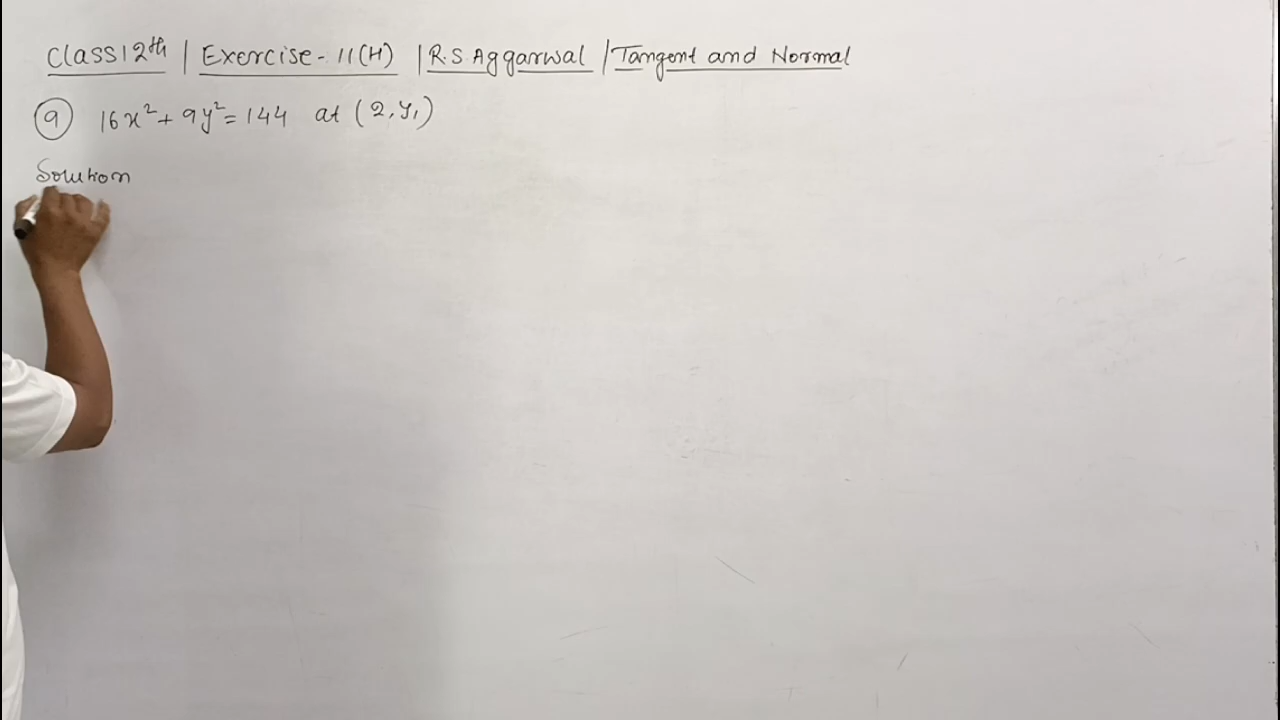 Class 12th | Exercise - 11(H) | R.S Aggarwal | Tangent and Normal
9 16x² + 9y² = 144 at (2, y₁)
Solution